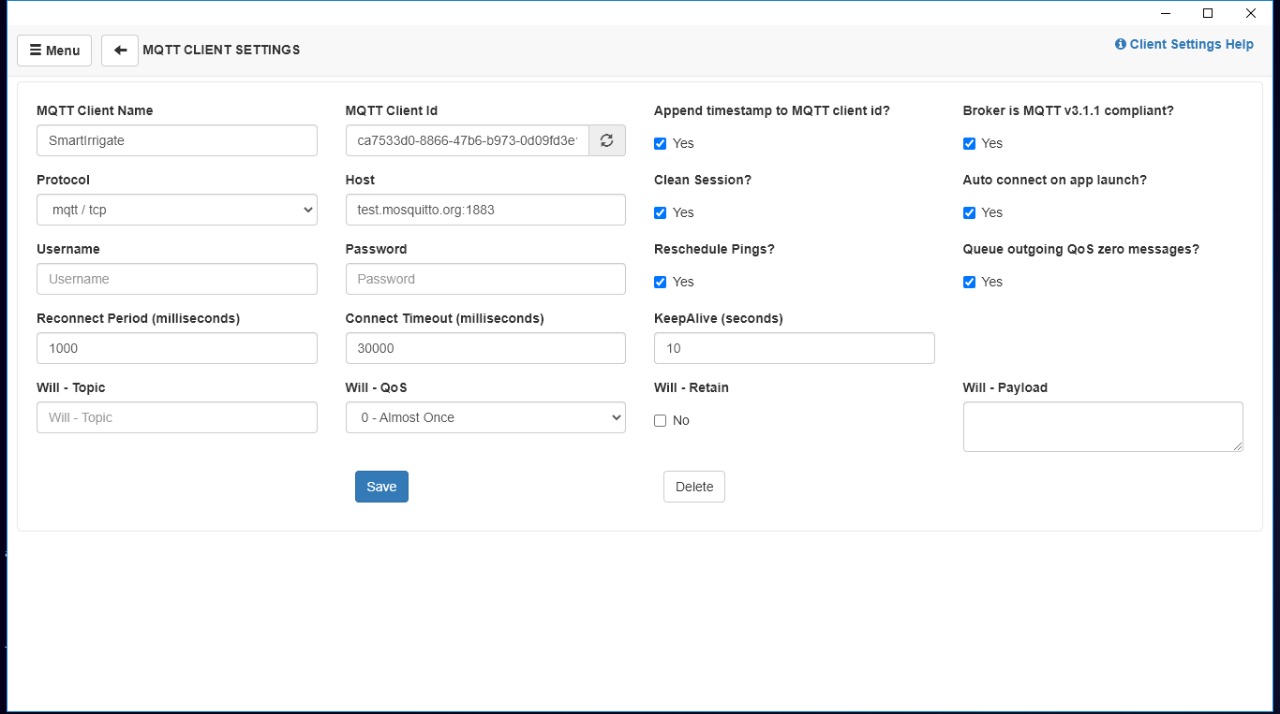 Menu
MQTT CLIENT SETTINGS
Client Settings Help
MQTT Client Name
MQTT Client Id
Append timestamp to MQTT client id?
Broker is MQTT v3.1.1 compliant?
SmartIrrigate
ca7533d0-8866-47b6-b973-0d09fd3e
Yes
Yes
Protocol
Host
Clean Session?
Auto connect on app launch?
mqtt / tcp
test.mosquitto.org:1883
Yes
Yes
Username
Password
Reschedule Pings?
Queue outgoing QoS zero messages?
Username
Password
Yes
Yes
Reconnect Period (milliseconds)
Connect Timeout (milliseconds)
KeepAlive (seconds)
1000
30000
10
Will - Topic
Will - QoS
Will - Retain
Will - Payload
Will - Topic
0 - Almost Once
No
Save
Delete